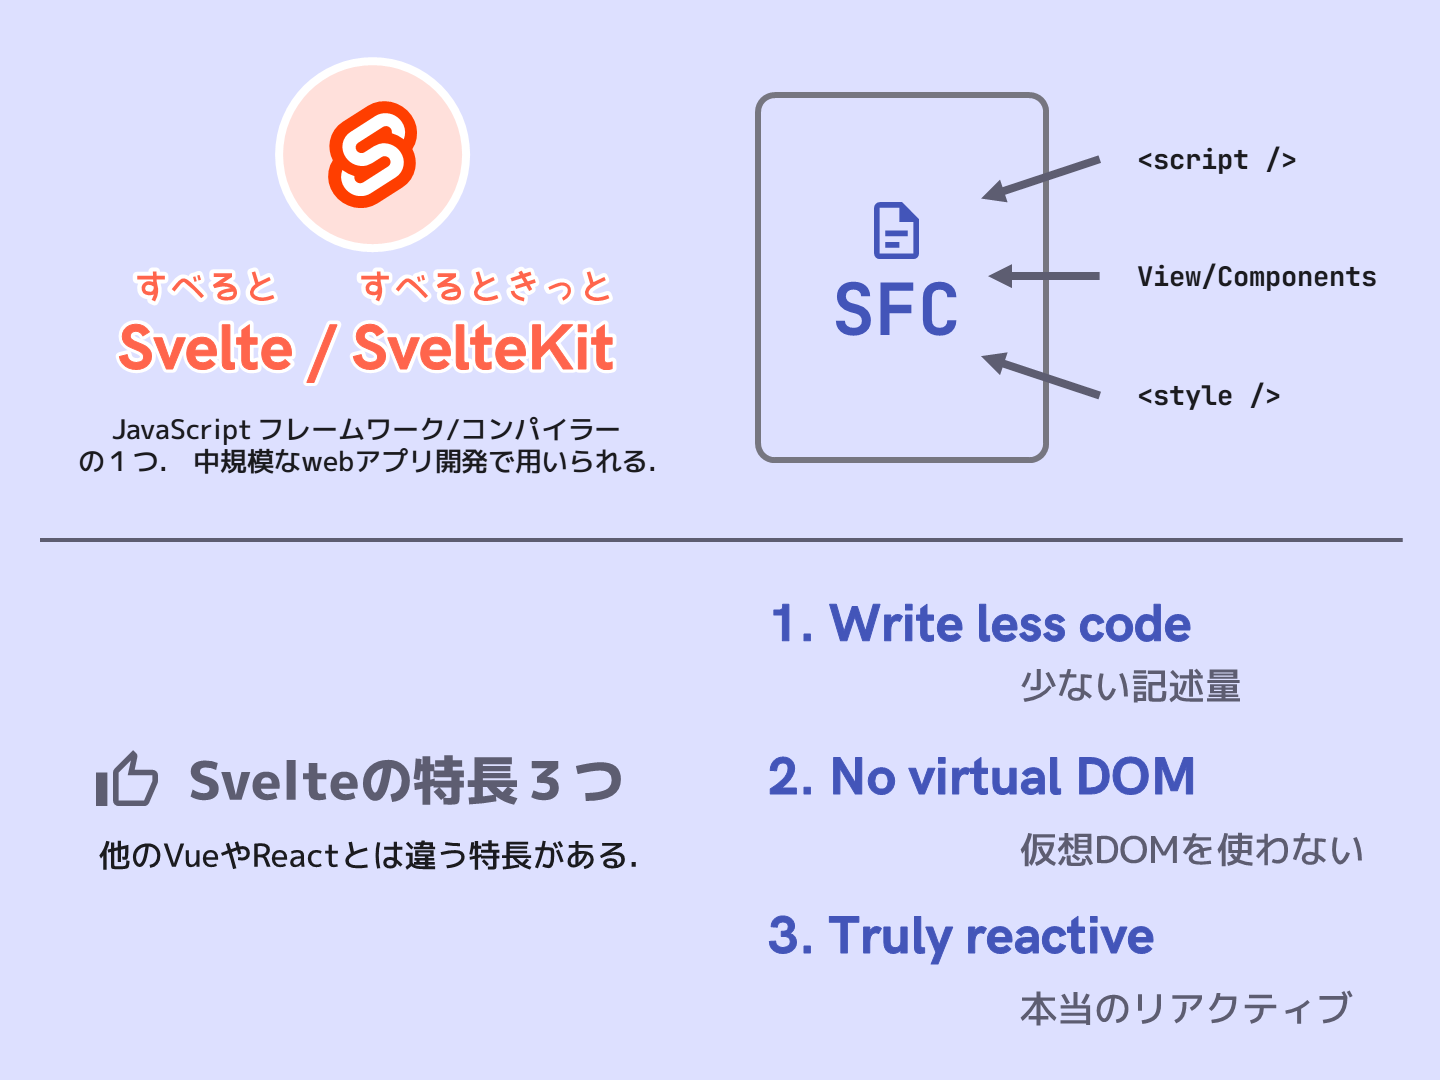 すべると すべるときっと
Svelte / SvelteKit
JavaScript フレームワーク/コンパイラー
の１つ． 中規模なwebアプリ開発で用いられる．
SFC
<script />
View/Components
<style />
Svelteの特長３つ
他のVueやReactとは違う特長がある．
1. Write less code
少ない記述量
2. No virtual DOM
仮想DOMを使わない
3. Truly reactive
本当のリアクティブ